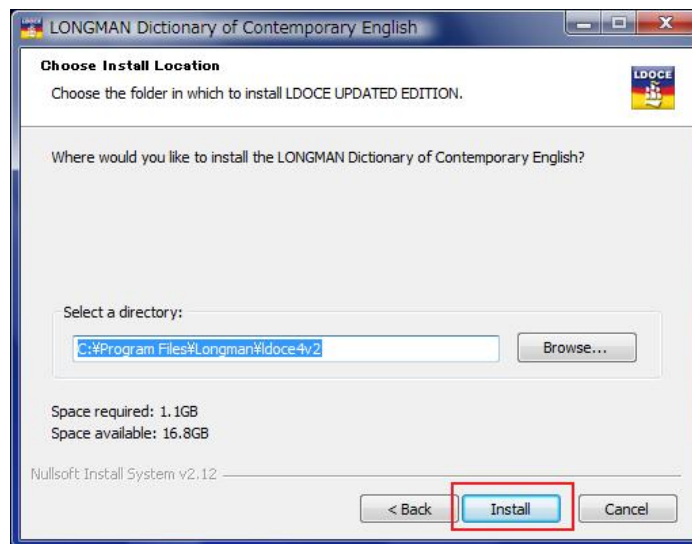 LONGMAN Dictionary of Contemporary English
Choose Install Location
Choose the folder in which to install LDOCE UPDATED EDITION.
LDOCE
Where would you like to install the LONGMAN Dictionary of Contemporary English?
Select a directory:
C:¥Program Files¥Longman¥ldoce4v2
Browse...
Space required: 1.1GB
Space available: 16.8GB
Nullsoft Install System v2.12
< Back Install Cancel